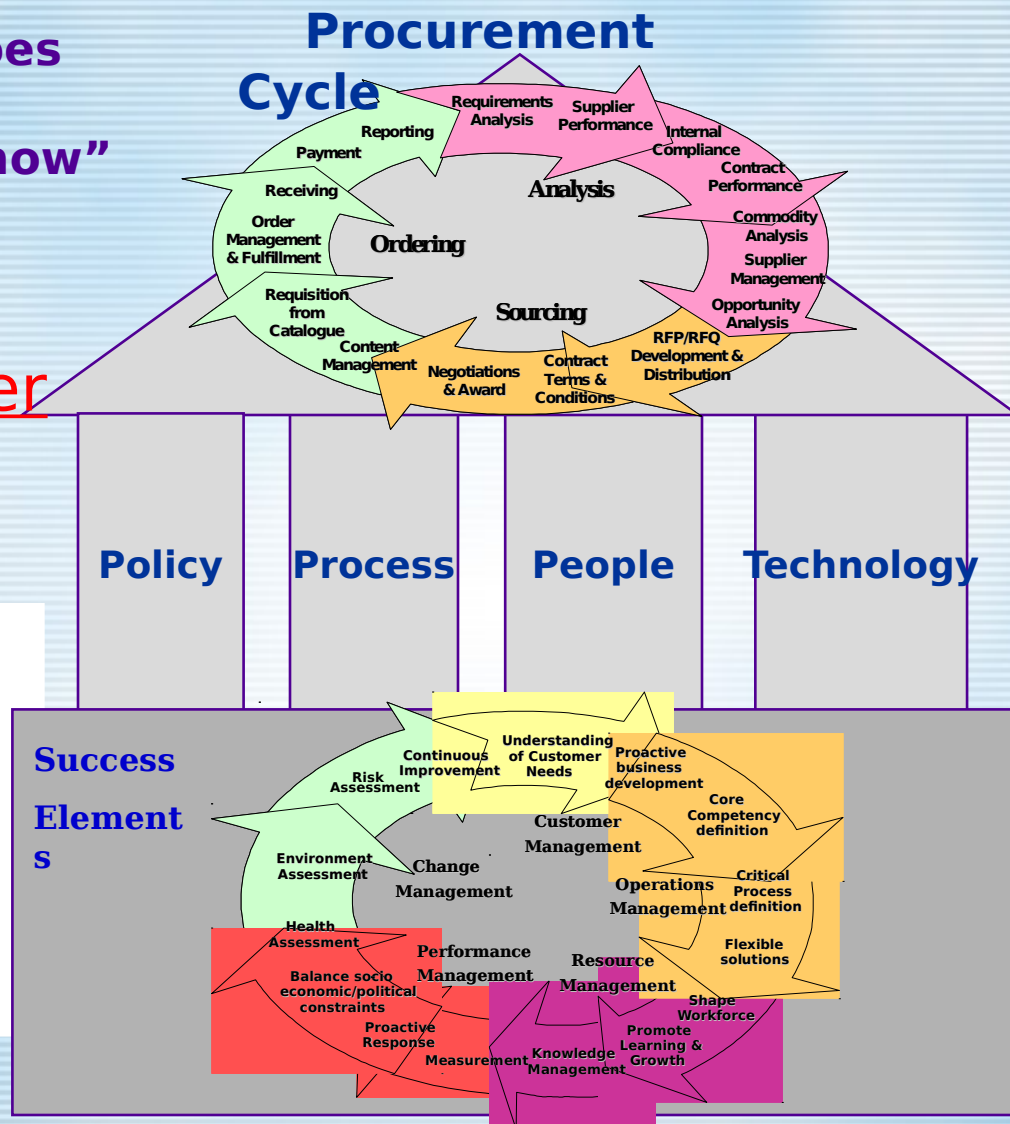 Procurement
Cycle
oes
now”
er
Requirements
Analysis
Supplier
Performance
Internal
Compliance
Contract
Performance
Commodity
Analysis
Supplier
Management
Opportunity
Analysis
RFP/RFQ
Development &
Distribution
Contract
Terms &
Conditions
Negotiations
& Award
Content
Management
Requisition
from
Catalogue
Order
Management
& Fulfillment
Receiving
Payment
Reporting
Analysis
Ordering
Sourcing
Policy
Process
People
Technology
Success
Element
s
Continuous
Improvement
Understanding
of Customer
Needs
Proactive
business
development
Core
Competency
definition
Critical
Process
definition
Flexible
solutions
Shape
Workforce
Promote
Learning &
Growth
Knowledge
Management
Measurement
Proactive
Response
Balance socio
economic/political
constraints
Health
Assessment
Environment
Assessment
Risk
Assessment
Customer
Management
Change
Management
Operations
Management
Performance
Management
Resource
Management